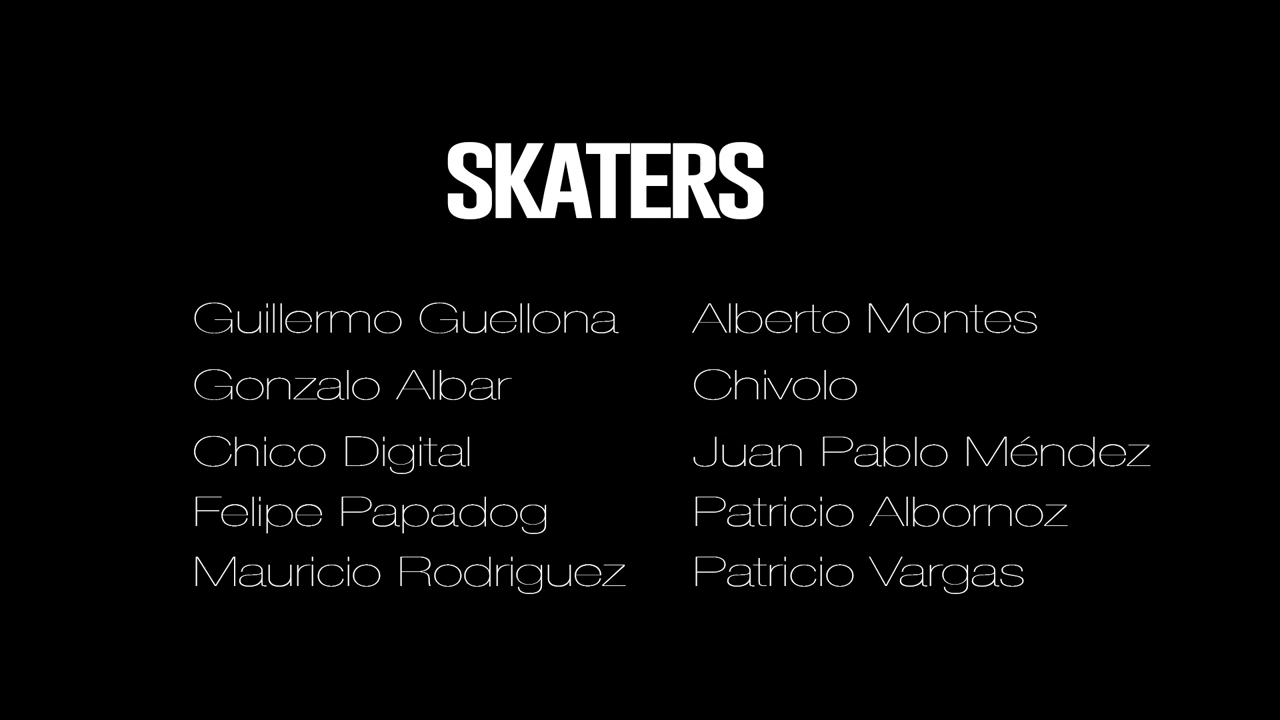 SKATERS
Guillermo Guellona
Gonzalo Albar
Chico Digital
Felipe Papadog
Mauricio Rodriguez
Alberto Montes
Chivolo
Juan Pablo Méndez
Patricio Albornoz
Patricio Vargas